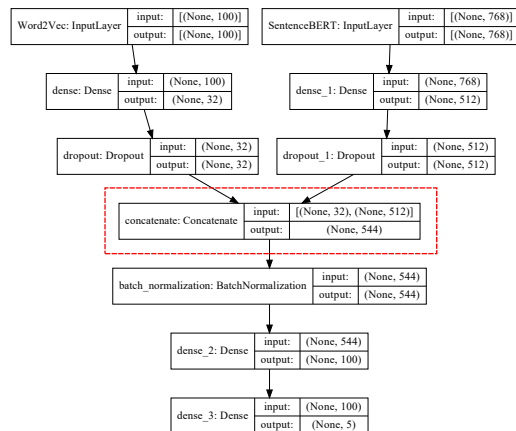 Word2Vec: InputLayer input: [(None, 100)] output: [(None, 100)]
SentenceBERT: InputLayer input: [(None, 768)] output: [(None, 768)]
dense: Dense input: (None, 100) output: (None, 32)
dense_1: Dense input: (None, 768) output: (None, 512)
dropout: Dropout input: (None, 32) output: (None, 32)
dropout_1: Dropout input: (None, 512) output: (None, 512)
concatenate: Concatenate input: [(None, 32), (None, 512)] output: (None, 544)
batch_normalization: BatchNormalization input: (None, 544) output: (None, 544)
dense_2: Dense input: (None, 544) output: (None, 100)
dense_3: Dense input: (None, 100) output: (None, 5)